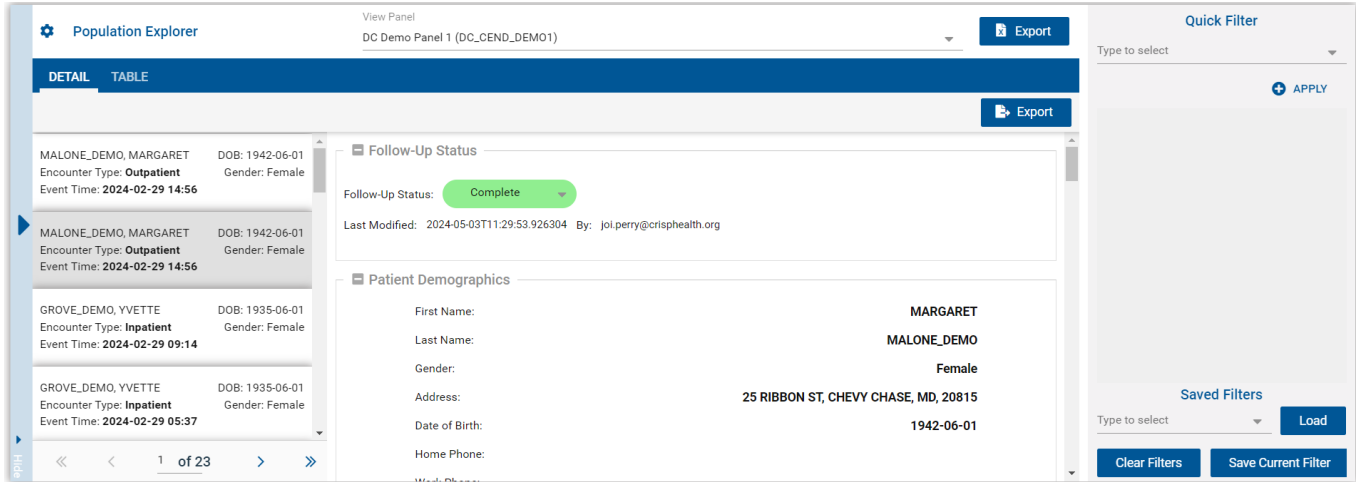 Population Explorer
View Panel
DC Demo Panel 1 (DC_CEND_DEMO1)
Export
DETAIL TABLE
Export
MALONE_DEMO, MARGARET DOB: 1942-06-01
Encounter Type: Outpatient Gender: Female
Event Time: 2024-02-29 14:56
MALONE_DEMO, MARGARET DOB: 1942-06-01
Encounter Type: Outpatient Gender: Female
Event Time: 2024-02-29 14:56
GROVE_DEMO, YVETTE DOB: 1935-06-01
Encounter Type: Inpatient Gender: Female
Event Time: 2024-02-29 09:14
GROVE_DEMO, YVETTE DOB: 1935-06-01
Encounter Type: Inpatient Gender: Female
Event Time: 2024-02-29 05:37
Hide
1 of 23
Follow-Up Status
Follow-Up Status: Complete
Last Modified: 2024-05-03T11:29:53.926304 By: joi.perry@crisphealth.org
Patient Demographics
First Name: MARGARET
Last Name: MALONE_DEMO
Gender: Female
Address: 25 RIBBON ST, CHEVY CHASE, MD, 20815
Date of Birth: 1942-06-01
Home Phone:
Work Phone:
Quick Filter
Type to select
APPLY
Saved Filters
Type to select
Load
Clear Filters
Save Current Filter